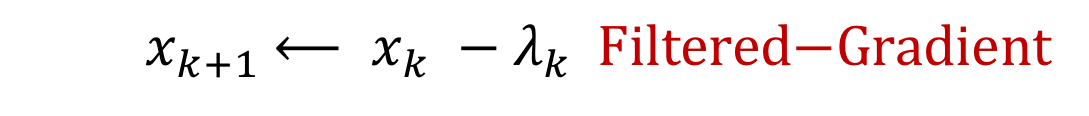 x_{k+1} ⟵ x_k − λ_k Filtered−Gradient